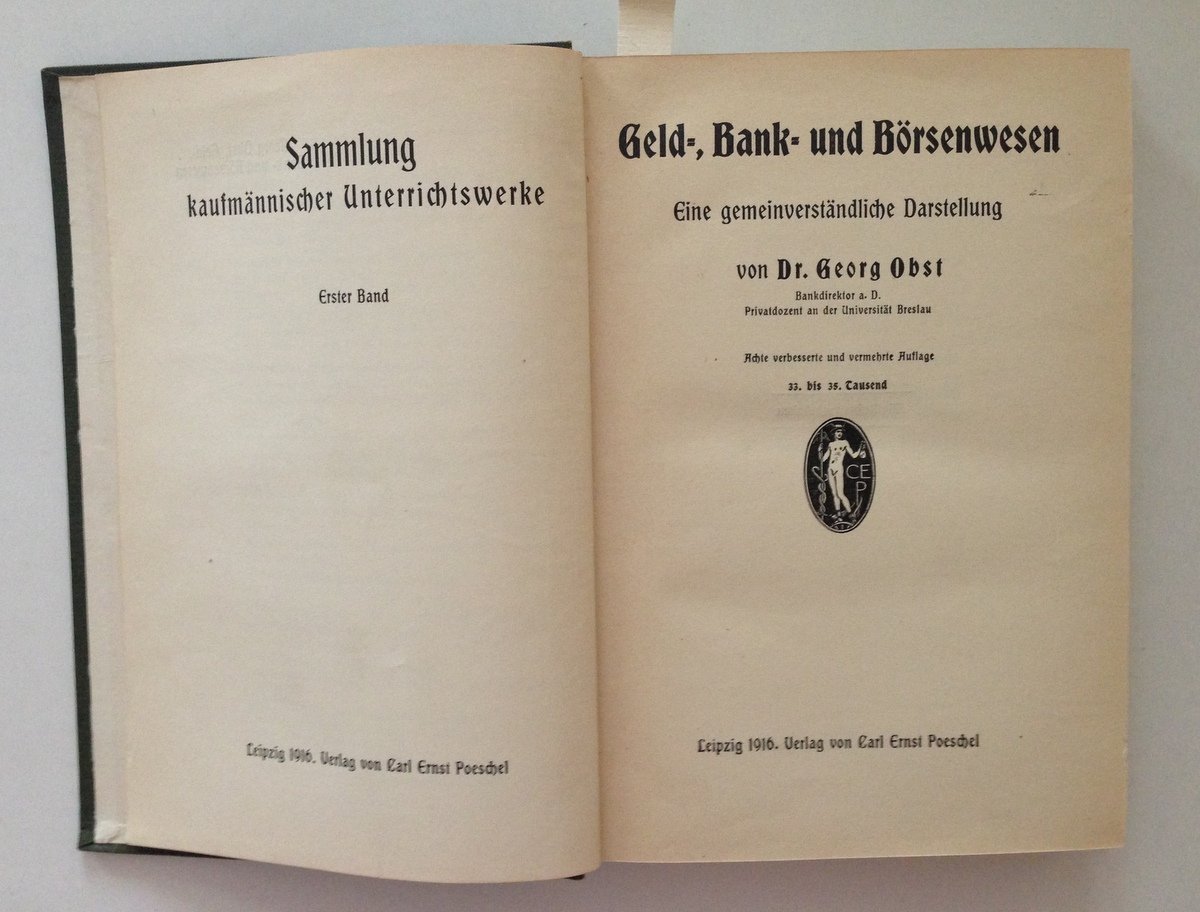 Sammlung
kaufmännischer Unterrichtswerke
Erster Band
Leipzig 1916. Verlag von Carl Ernst Poeschel
Geld-, Bank- und Börsenwesen
Eine gemeinverständliche Darstellung
von Dr. Georg Obst
Bankdirektor a. D.
Privatdozent an der Universität Breslau
Achte verbesserte und vermehrte Auflage
33. bis 35. Tausend
CE
P
Leipzig 1916. Verlag von Carl Ernst Poeschel